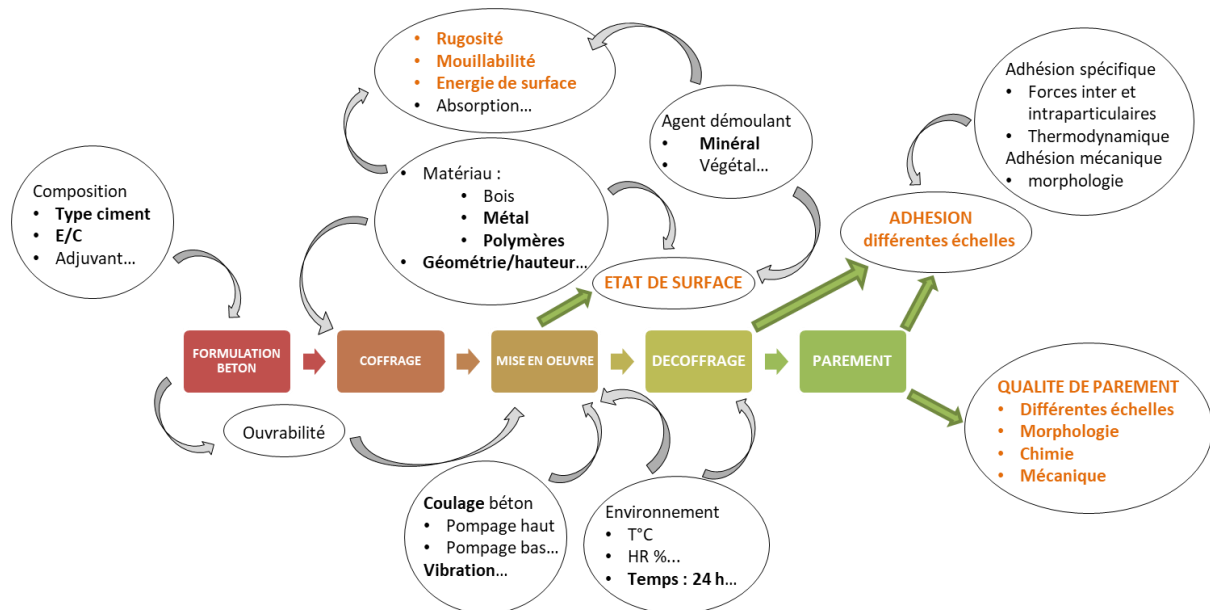 • Rugosité
• Mouillabilité
• Energie de surface
• Absorption…
Adhésion spécifique
• Forces inter et
intraparticulaires
• Thermodynamique
Adhésion mécanique
• morphologie
Agent démoulant
• Minéral
• Végétal…
Composition
• Type ciment
• E/C
• Adjuvant…
• Matériau :
• Bois
• Métal
• Polymères
• Géométrie/hauteur…
ADHESION
différentes échelles
ETAT DE SURFACE
FORMULATION
BETON
COFFRAGE
MISE EN OEUVRE
DECOFFRAGE
PAREMENT
QUALITE DE PAREMENT
• Différentes échelles
• Morphologie
• Chimie
• Mécanique
Ouvrabilité
Coulage béton
• Pompage haut
• Pompage bas…
Vibration…
Environnement
• T°C
• HR %...
• Temps : 24 h…